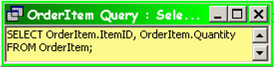 OrderItem Query : Sele...
SELECT OrderItem.ItemID, OrderItem.Quantity
FROM OrderItem;